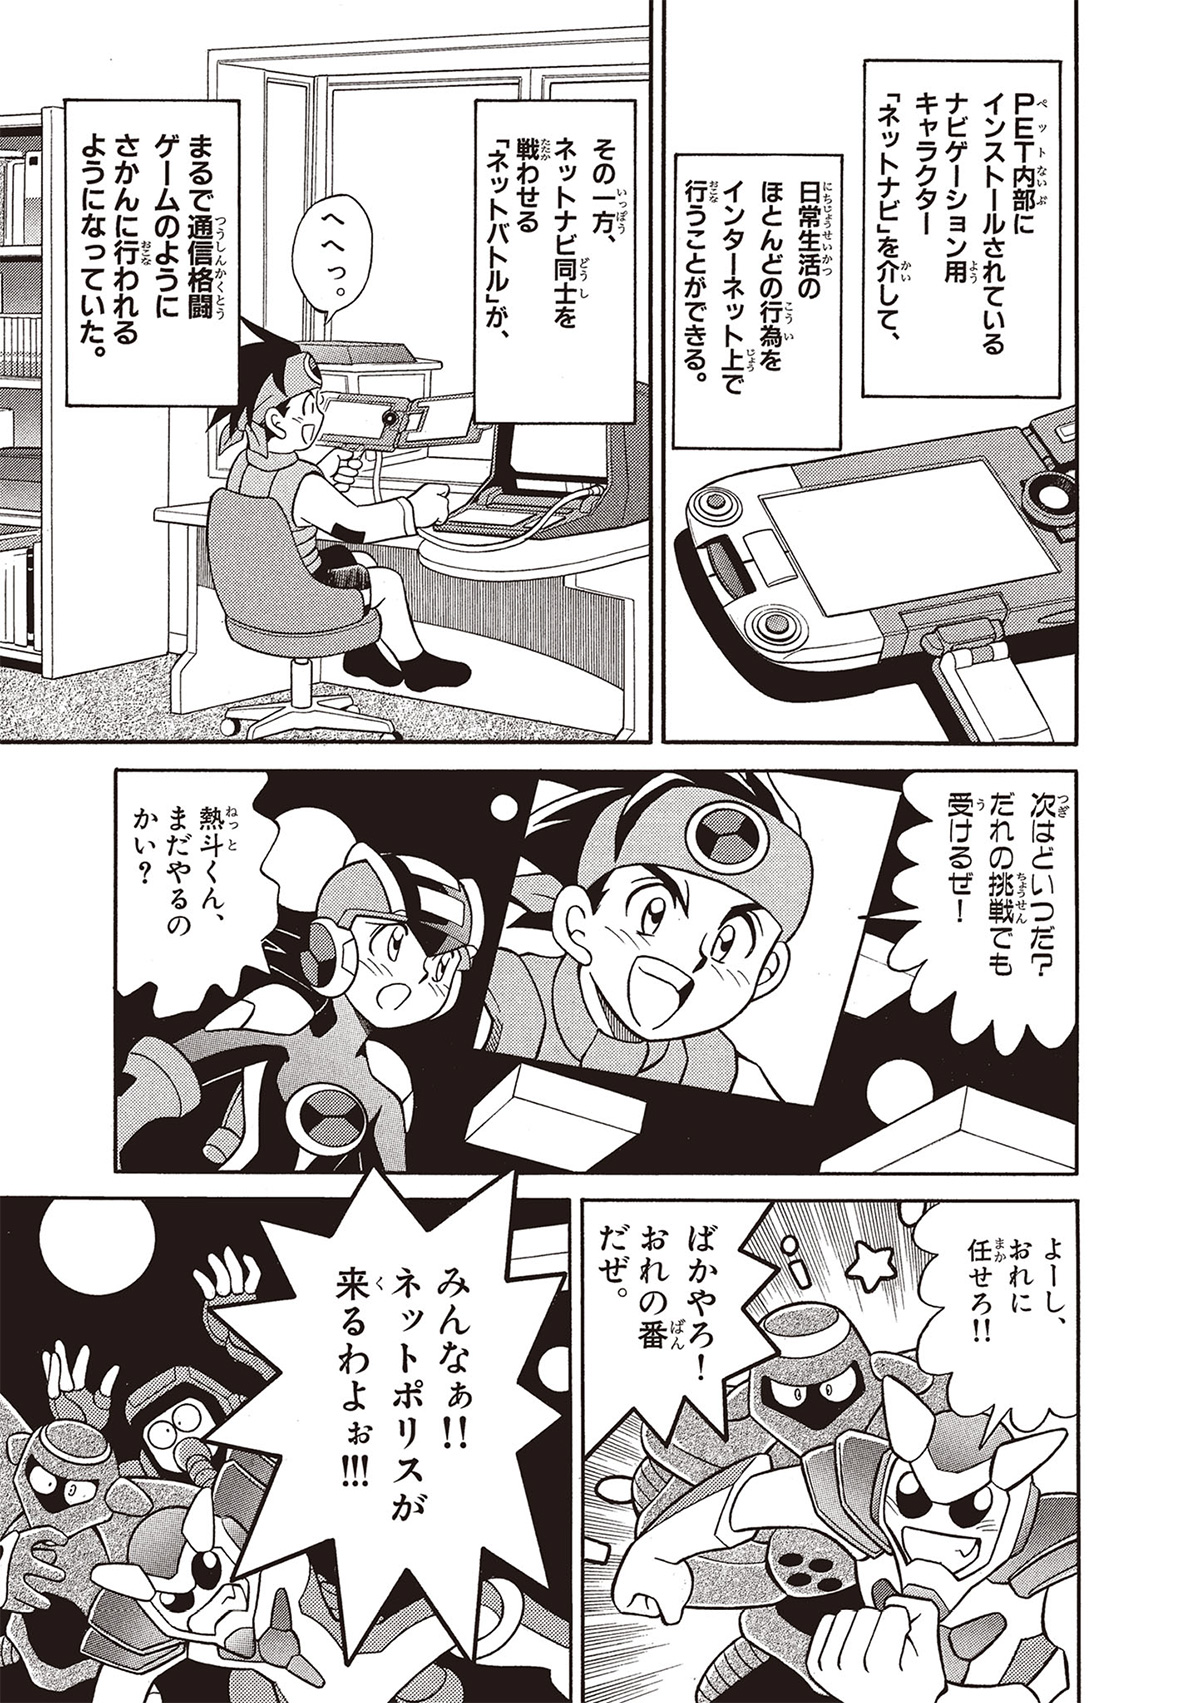 PET内部に
インストールされている
ナビゲーション用
キャラクター
「ネットナビ」を介して、
日常生活の
ほとんどの行為を
インターネット上で
行うことができる。
その一方、
ネットナビ同士を
戦わせる
「ネットバトル」が、
へへっ。
まるで通信格闘
ゲームのように
さかんに行われる
ようになっていた。
次はどいつだ?
だれの挑戦でも
受けるぜ!
熱斗くん、
まだやるの
かい?
よーし、
おれに
任せろ!!
ばかやろ!
おれの番
だぜ。
みんなぁ!!
ネットポリスが
来るわよぉ!!!